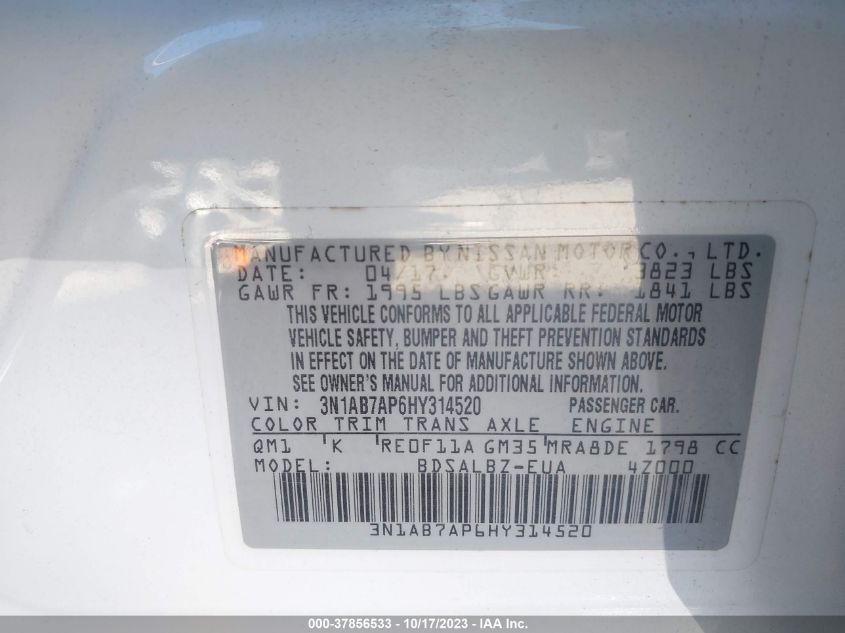 MANUFACTURED BY NISSAN MOTOR CO., LTD.
DATE: 04/17 GVWR: 3823 LBS
GAWR FR: 1995 LBS GAWR RR: 1841 LBS
THIS VEHICLE CONFORMS TO ALL APPLICABLE FEDERAL MOTOR
VEHICLE SAFETY, BUMPER AND THEFT PREVENTION STANDARDS
IN EFFECT ON THE DATE OF MANUFACTURE SHOWN ABOVE.
SEE OWNER'S MANUAL FOR ADDITIONAL INFORMATION.
VIN: 3N1AB7AP6HY314520 PASSENGER CAR.
COLOR TRIM TRANS AXLE ENGINE
QM1 'K 'RE0F11A GM35'MRA8DE 1798 CC
MODEL: BDSALBZ-EUA 4Z000
3N1AB7AP6HY314520
000-37856533 - 10/17/2023 - IAA Inc.